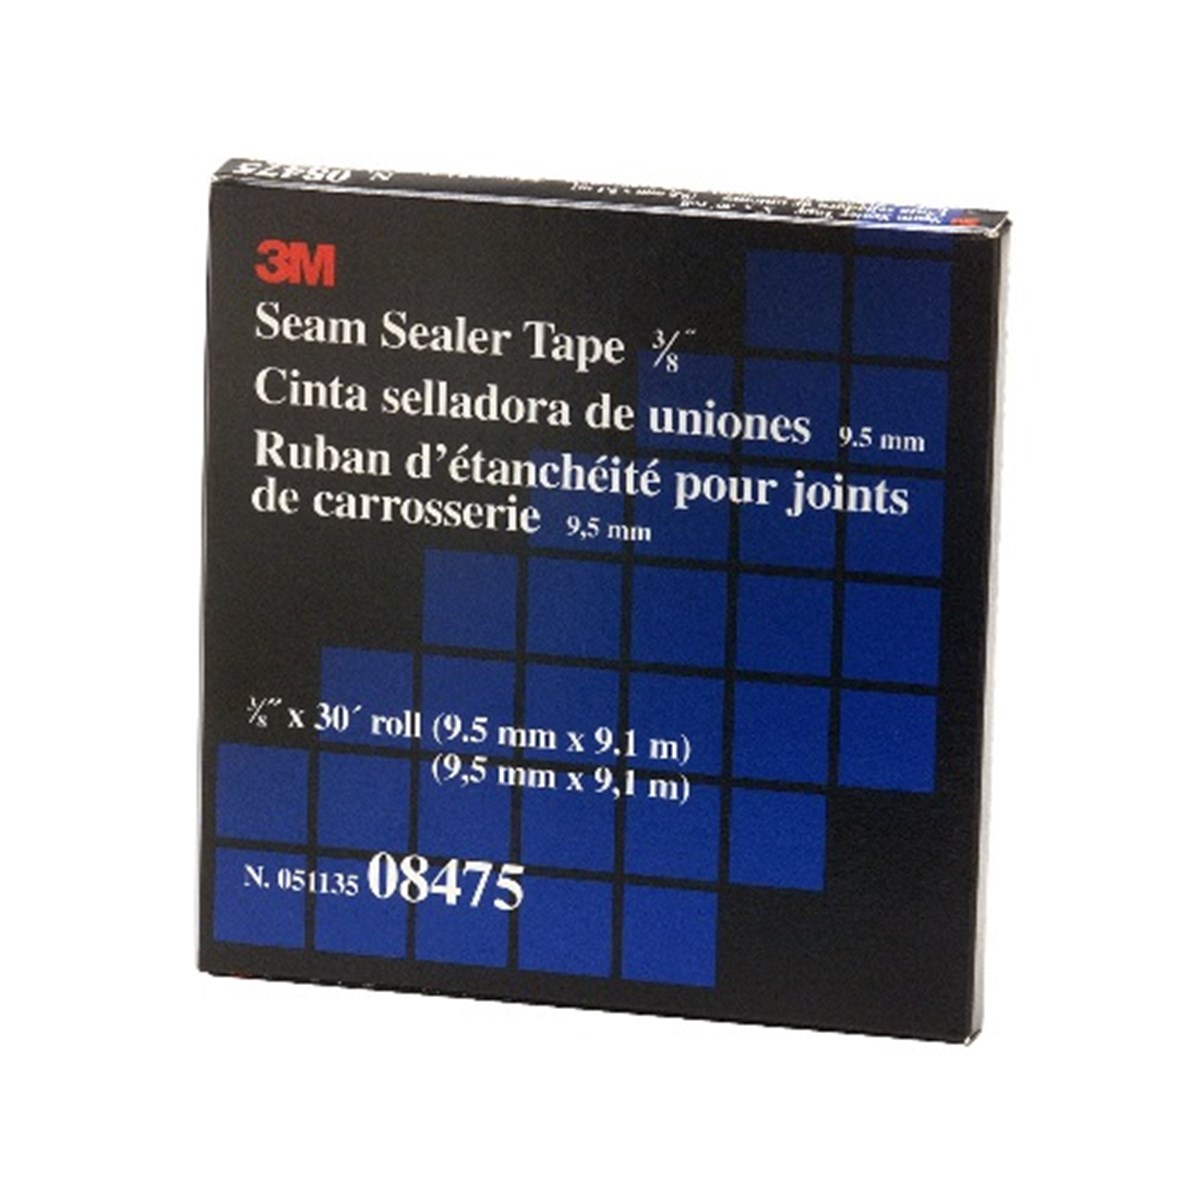 08475
N.
3M
Seam Sealer Tape 3/8″
Cinta selladora de uniones 9.5 mm
Ruban d'étanchéité pour joints
de carrosserie 9,5 mm
3/8″ x 30´ roll (9.5 mm x 9.1 m)
(9,5 mm x 9,1 m)
N. 051135 08475